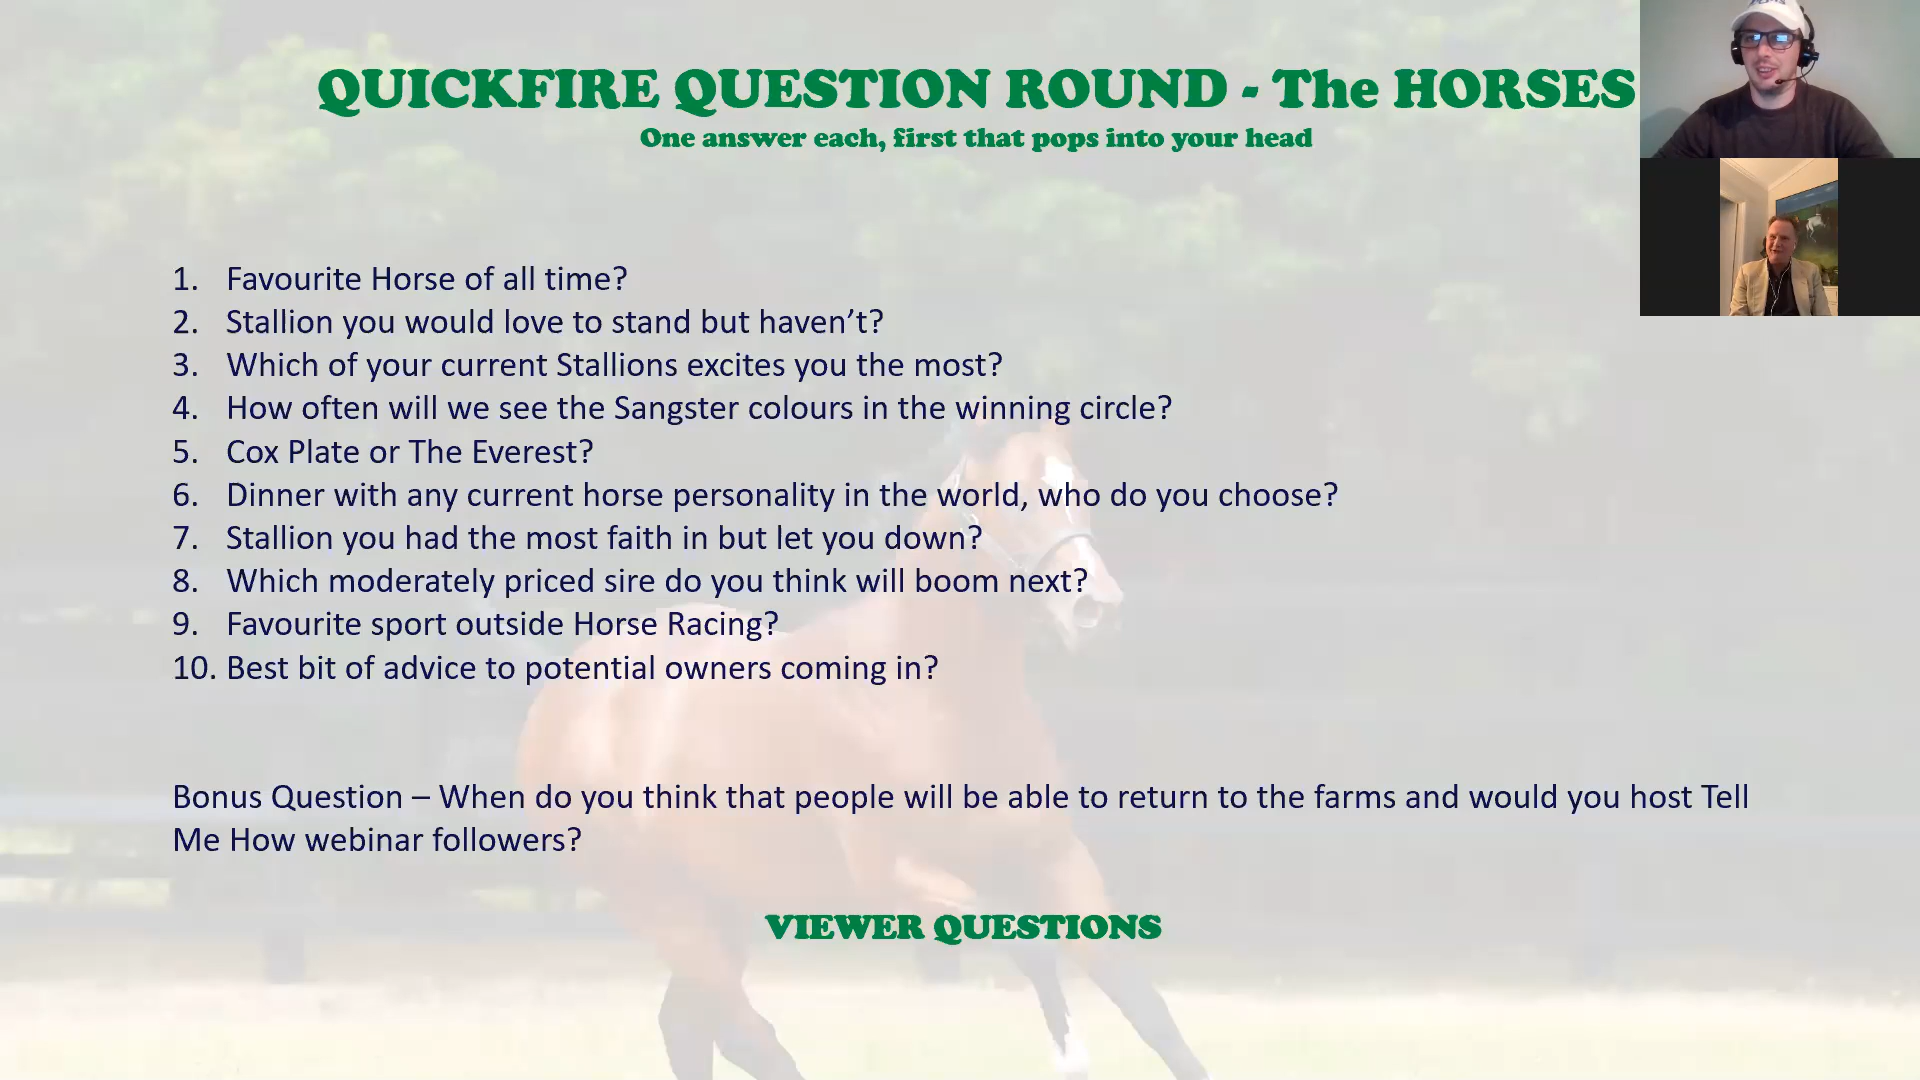 QUICKFIRE QUESTION ROUND - The HORSES
One answer each, first that pops into your head
1. Favourite Horse of all time?
2. Stallion you would love to stand but haven’t?
3. Which of your current Stallions excites you the most?
4. How often will we see the Sangster colours in the winning circle?
5. Cox Plate or The Everest?
6. Dinner with any current horse personality in the world, who do you choose?
7. Stallion you had the most faith in but let you down?
8. Which moderately priced sire do you think will boom next?
9. Favourite sport outside Horse Racing?
10. Best bit of advice to potential owners coming in?
Bonus Question – When do you think that people will be able to return to the farms and would you host Tell
Me How webinar followers?
VIEWER QUESTIONS